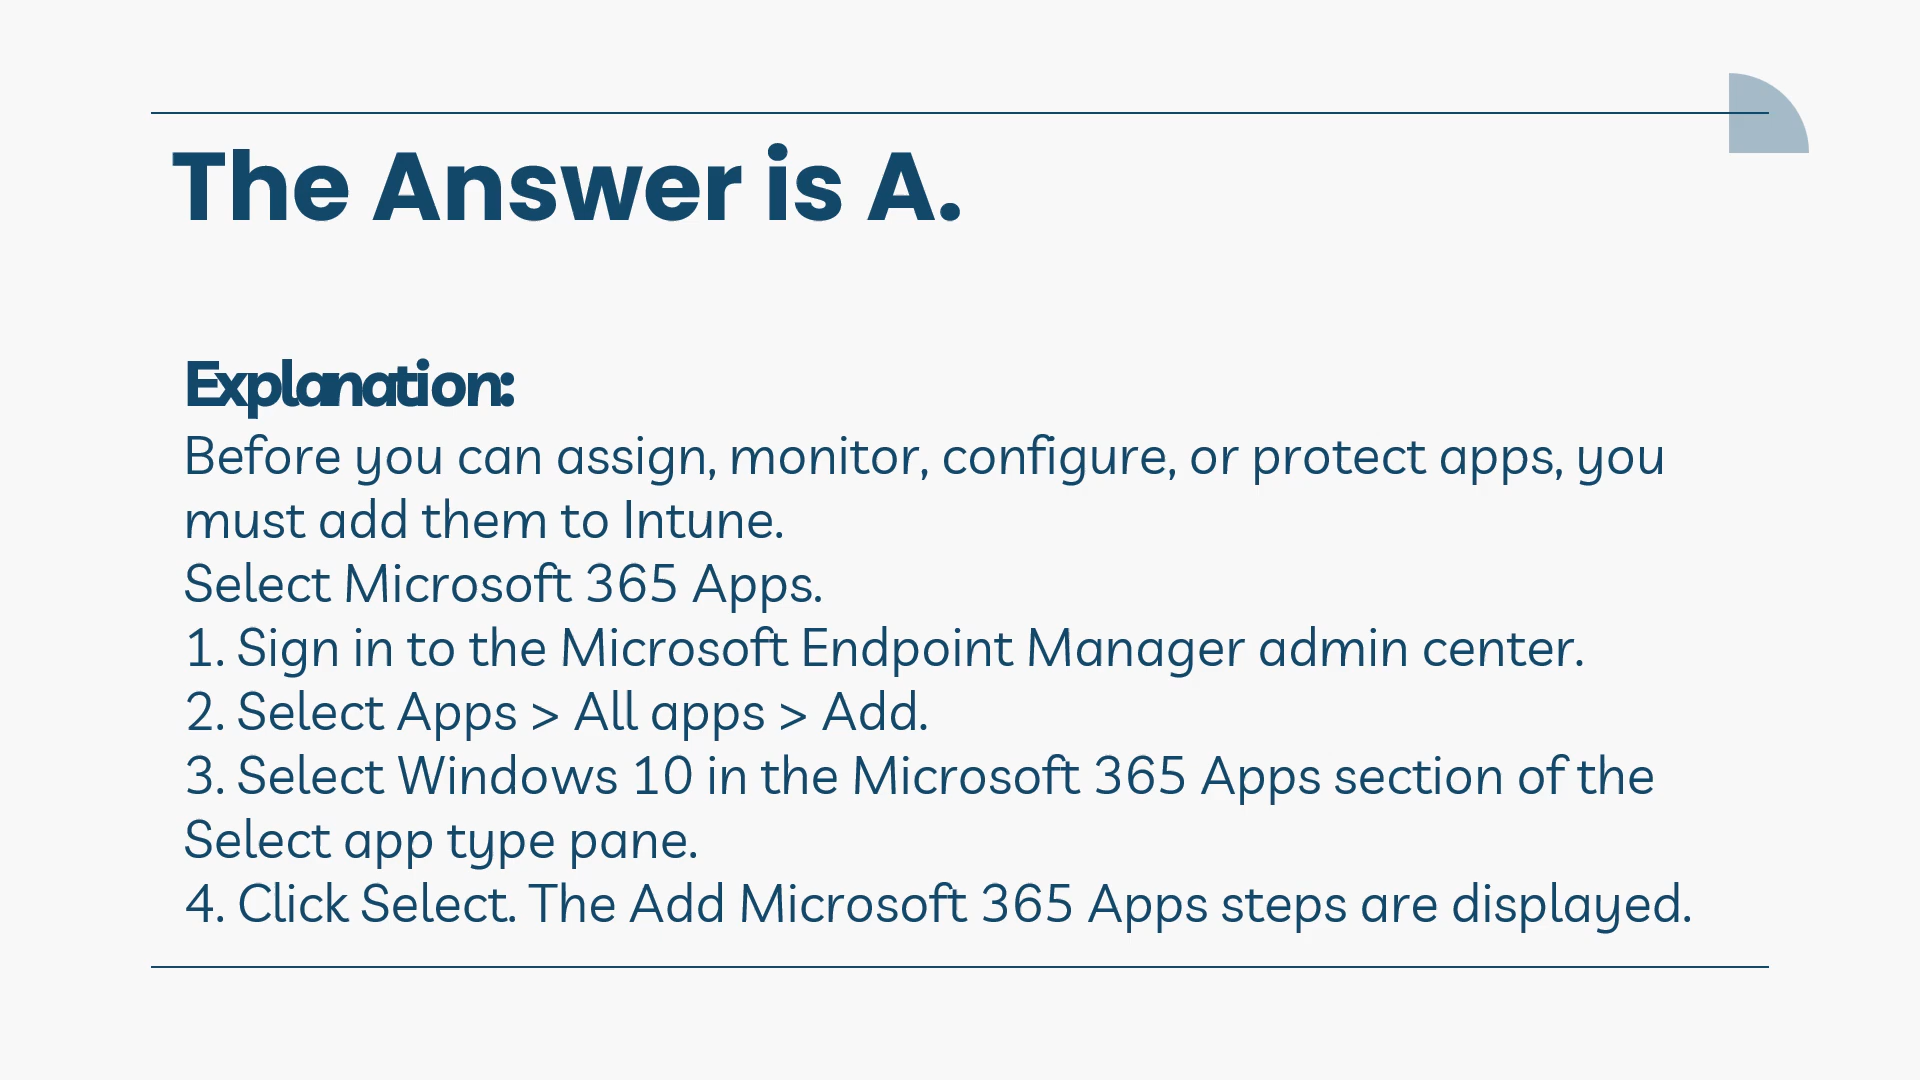 The Answer is A.
Explanation:
Before you can assign, monitor, configure, or protect apps, you
must add them to Intune.
Select Microsoft 365 Apps.
1. Sign in to the Microsoft Endpoint Manager admin center.
2. Select Apps > All apps > Add.
3. Select Windows 10 in the Microsoft 365 Apps section of the
Select app type pane.
4. Click Select. The Add Microsoft 365 Apps steps are displayed.